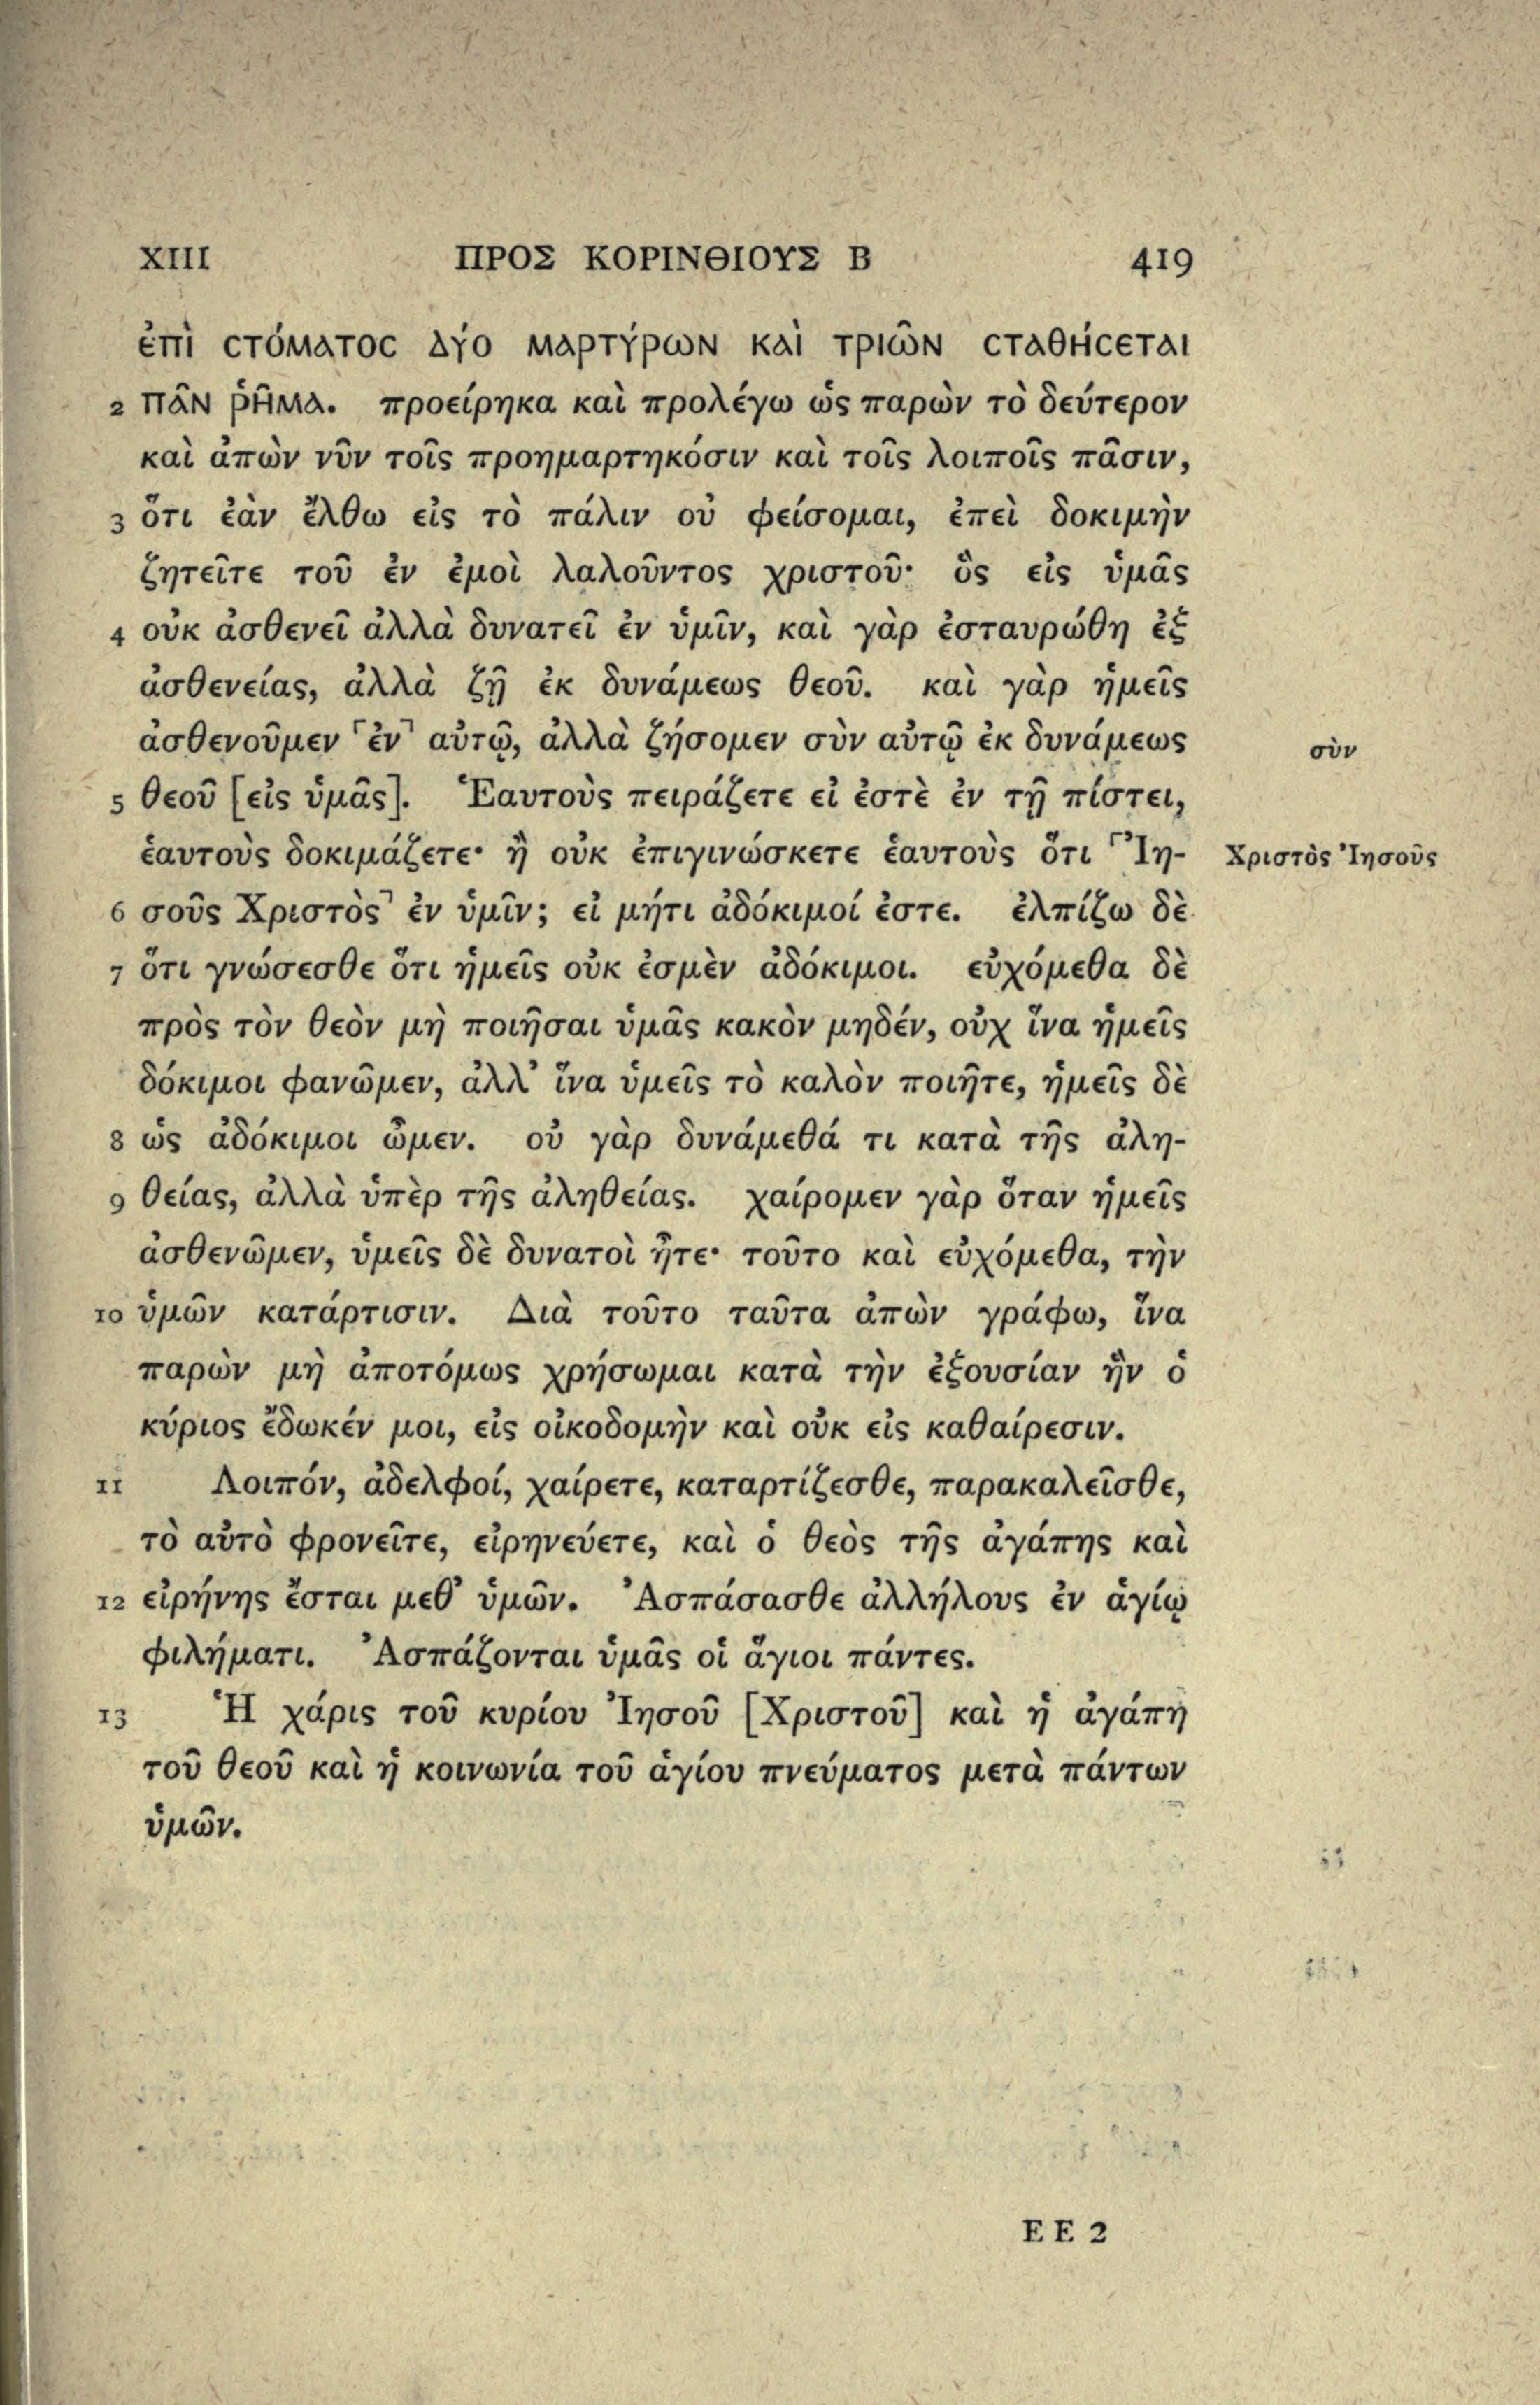 XIII ΠΡΟΣ ΚΟΡΙΝΘΙΟΥΣ Β 419
ἐπὶ στόματος δύο μαρτύρων καὶ τριῶν σταθήσεται
2 πᾶν ῥῆμα. προείρηκα καὶ προλέγω ὡς παρὼν τὸ δεύτερον
καὶ ἀπὼν νῦν τοῖς προημαρτηκόσιν καὶ τοῖς λοιποῖς πᾶσιν,
3 ὅτι ἐὰν ἔλθω εἰς τὸ πάλιν οὐ φείσομαι, ἐπεὶ δοκιμὴν
ζητεῖτε τοῦ ἐν ἐμοὶ λαλοῦντος χριστοῦ· ὃς εἰς ὑμᾶς
4 οὐκ ἀσθενεῖ ἀλλὰ δυνατεῖ ἐν ὑμῖν, καὶ γὰρ ἐσταυρώθη ἐξ
ἀσθενείας, ἀλλὰ ζῇ ἐκ δυνάμεως θεοῦ. καὶ γὰρ ἡμεῖς
ἀσθενοῦμεν ⸀ἐν⸃ αὐτῷ, ἀλλὰ ζήσομεν σὺν αὐτῷ ἐκ δυνάμεως σὺν
5 θεοῦ [εἰς ὑμᾶς]. Ἑαυτοὺς πειράζετε εἰ ἐστὲ ἐν τῇ πίστει,
ἑαυτοὺς δοκιμάζετε· ἢ οὐκ ἐπιγινώσκετε ἑαυτοὺς ὅτι ⸂Ἰη- Χριστὸς Ἰησοῦς
6 σοῦς Χριστὸς⸃ ἐν ὑμῖν; εἰ μήτι ἀδόκιμοί ἐστε. ἐλπίζω δὲ
7 ὅτι γνώσεσθε ὅτι ἡμεῖς οὐκ ἐσμὲν ἀδόκιμοι. εὐχόμεθα δὲ
πρὸς τὸν θεὸν μὴ ποιῆσαι ὑμᾶς κακὸν μηδέν, οὐχ ἵνα ἡμεῖς
δόκιμοι φανῶμεν, ἀλλ' ἵνα ὑμεῖς τὸ καλὸν ποιῆτε, ἡμεῖς δὲ
8 ὡς ἀδόκιμοι ὦμεν. οὐ γὰρ δυνάμεθά τι κατὰ τῆς ἀλη-
9 θείας, ἀλλὰ ὑπὲρ τῆς ἀληθείας. χαίρομεν γὰρ ὅταν ἡμεῖς
ἀσθενῶμεν, ὑμεῖς δὲ δυνατοὶ ἦτε· τοῦτο καὶ εὐχόμεθα, τὴν
10 ὑμῶν κατάρτισιν. Διὰ τοῦτο ταῦτα ἀπὼν γράφω, ἵνα
παρὼν μὴ ἀποτόμως χρήσωμαι κατὰ τὴν ἐξουσίαν ἣν ὁ
κύριος ἔδωκέν μοι, εἰς οἰκοδομὴν καὶ οὐκ εἰς καθαίρεσιν.
11 Λοιπόν, ἀδελφοί, χαίρετε, καταρτίζεσθε, παρακαλεῖσθε,
τὸ αὐτὸ φρονεῖτε, εἰρηνεύετε, καὶ ὁ θεὸς τῆς ἀγάπης καὶ
12 εἰρήνης ἔσται μεθ' ὑμῶν. Ἀσπάσασθε ἀλλήλους ἐν ἁγίῳ
φιλήματι. Ἀσπάζονται ὑμᾶς οἱ ἅγιοι πάντες.
13 Ἡ χάρις τοῦ κυρίου Ἰησοῦ [Χριστοῦ] καὶ ἡ ἀγάπη
τοῦ θεοῦ καὶ ἡ κοινωνία τοῦ ἁγίου πνεύματος μετὰ πάντων
ὑμῶν.
E E 2